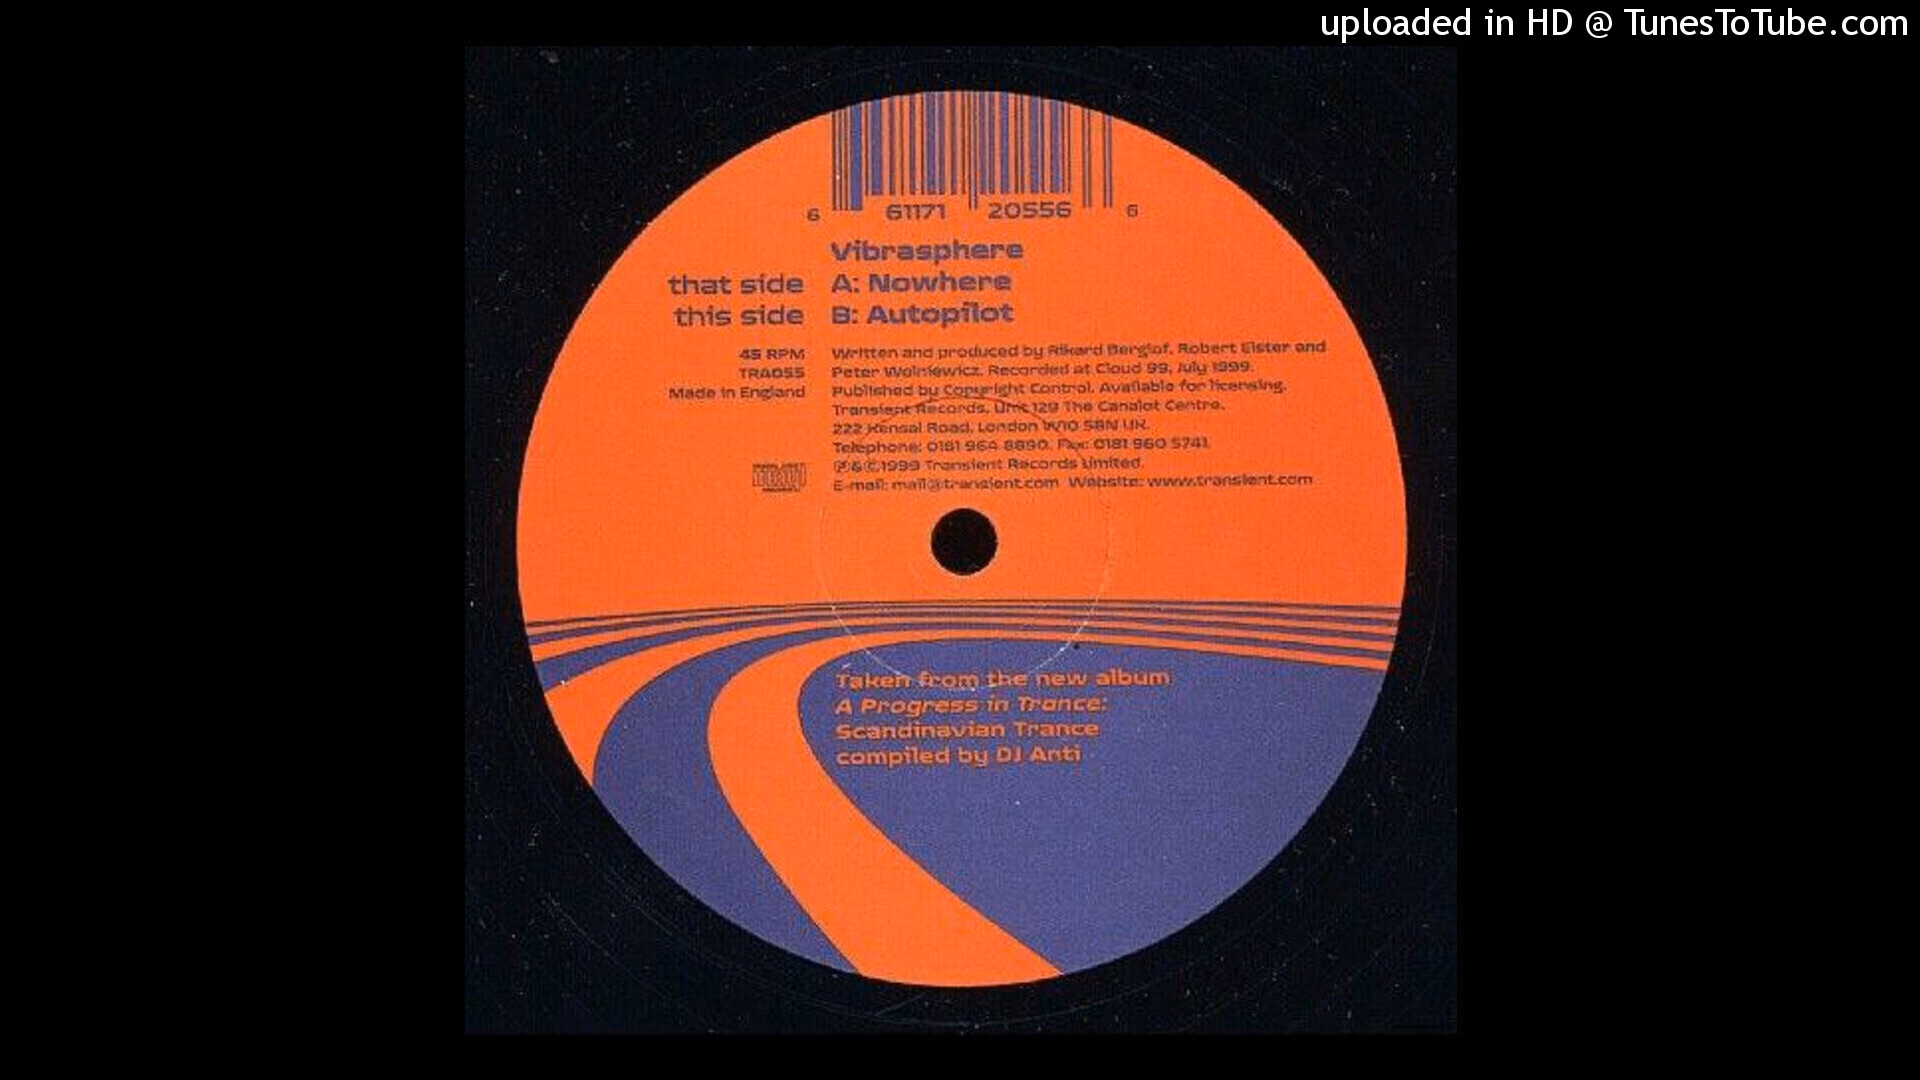 uploaded in HD @ TunesToTube.com
6 61171 20556 6
Vibrasphere
that side A: Nowhere
this side B: Autopilot
45 RPM Written and produced by Rikard Berglof, Robert Elster and
TRA055 Peter Wolniewicz. Recorded at Cloud 99, July 1999.
Made in England Published by Copyright Control. Available for licensing.
Transient Records, Unit 129 The Canalot Centre,
222 Kensal Road, London W10 5BN UK.
Telephone: 0181 964 8890. Fax: 0181 960 5741.
℗&©1999 Transient Records Limited.
E-mail: mail@transient.com Website: www.transient.com
Taken from the new album
A Progress in Trance:
Scandinavian Trance
compiled by DJ Anti